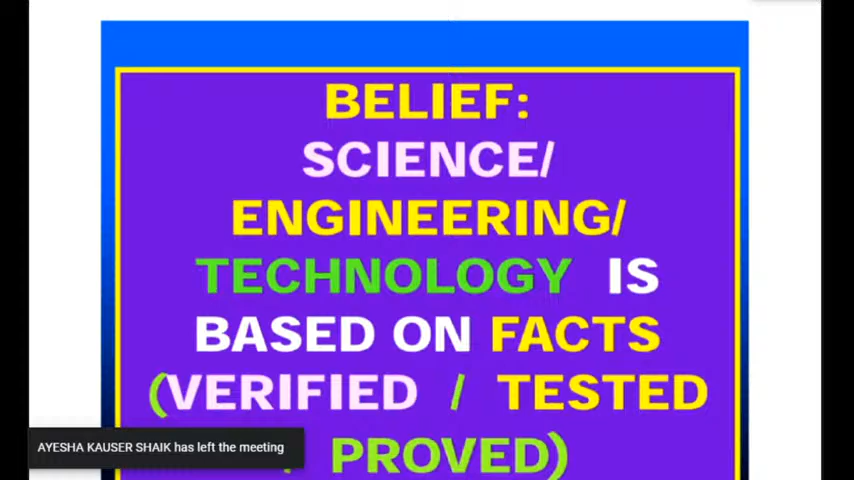 BELIEF:
SCIENCE/
ENGINEERING/
TECHNOLOGY IS
BASED ON FACTS
(VERIFIED / TESTED
/ PROVED)
AYESHA KAUSER SHAIK has left the meeting